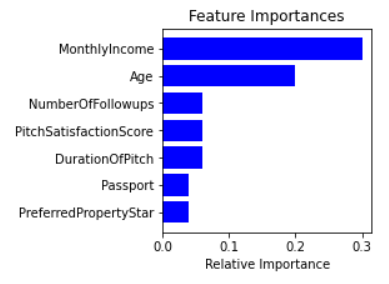 Feature Importances
MonthlyIncome
Age
NumberOfFollowups
PitchSatisfactionScore
DurationOfPitch
Passport
PreferredPropertyStar
0.0 0.1 0.2 0.3
Relative Importance